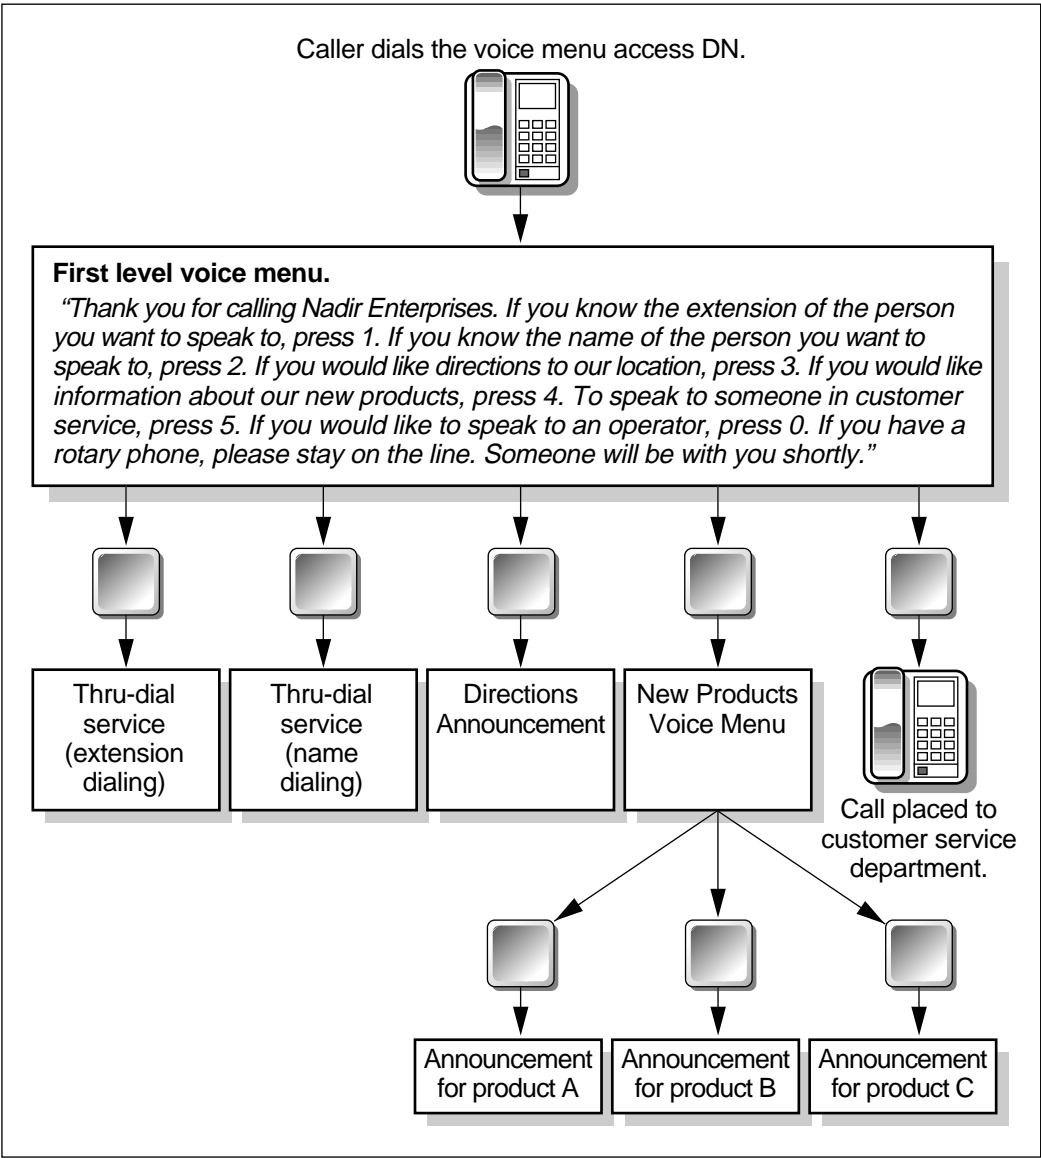 Caller dials the voice menu access DN.
First level voice menu.
“Thank you for calling Nadir Enterprises. If you know the extension of the person
you want to speak to, press 1. If you know the name of the person you want to
speak to, press 2. If you would like directions to our location, press 3. If you would like
information about our new products, press 4. To speak to someone in customer
service, press 5. If you would like to speak to an operator, press 0. If you have a
rotary phone, please stay on the line. Someone will be with you shortly.”
Thru-dial
service
(extension
dialing)
Thru-dial
service
(name
dialing)
Directions
Announcement
New Products
Voice Menu
Call placed to
customer service
department.
Announcement
for product A
Announcement
for product B
Announcement
for product C